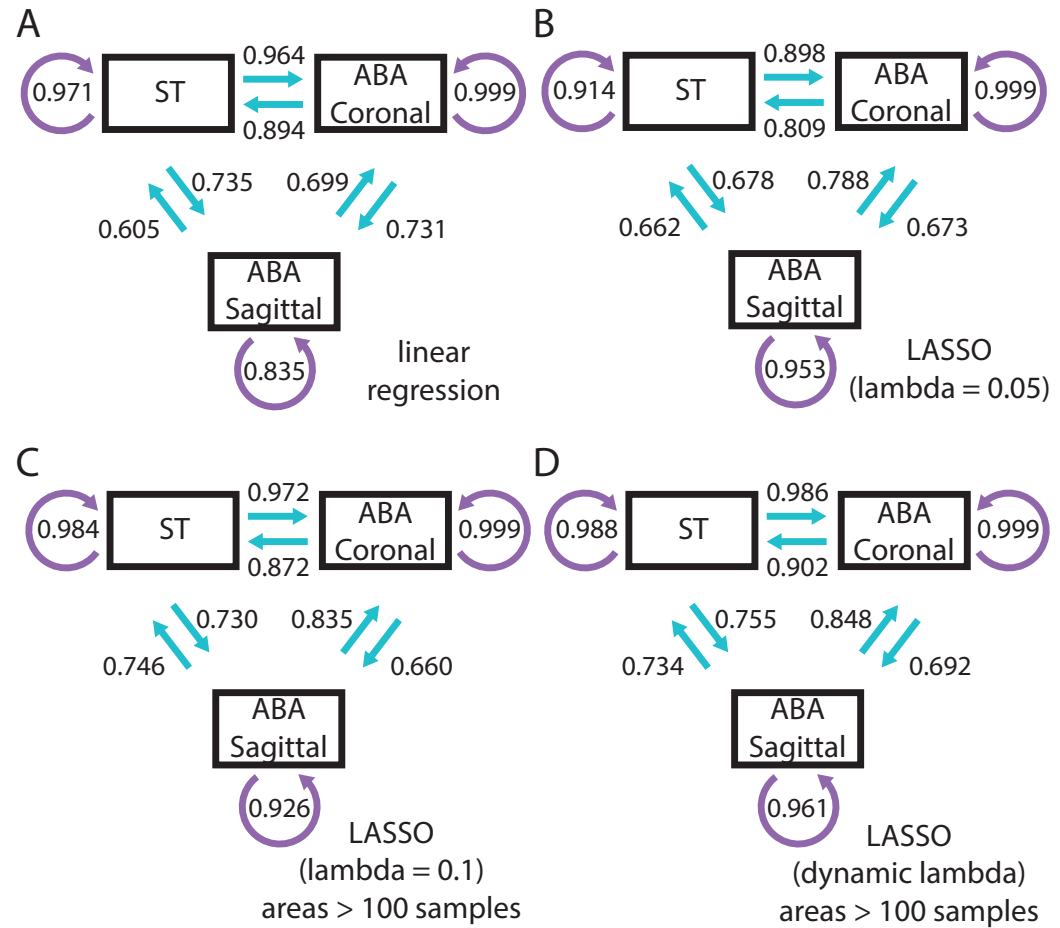 A
0.964
0.971
ST
ABA
Coronal
0.999
0.894
0.735
0.699
0.605
0.731
ABA
Sagittal
0.835
linear
regression
B
0.898
0.914
ST
ABA
Coronal
0.999
0.809
0.678
0.788
0.662
0.673
ABA
Sagittal
0.953
LASSO
(lambda = 0.05)
C
0.972
0.984
ST
ABA
Coronal
0.999
0.872
0.730
0.835
0.746
0.660
ABA
Sagittal
0.926
LASSO
(lambda = 0.1)
areas > 100 samples
D
0.986
0.988
ST
ABA
Coronal
0.999
0.902
0.755
0.848
0.734
0.692
ABA
Sagittal
0.961
LASSO
(dynamic lambda)
areas > 100 samples